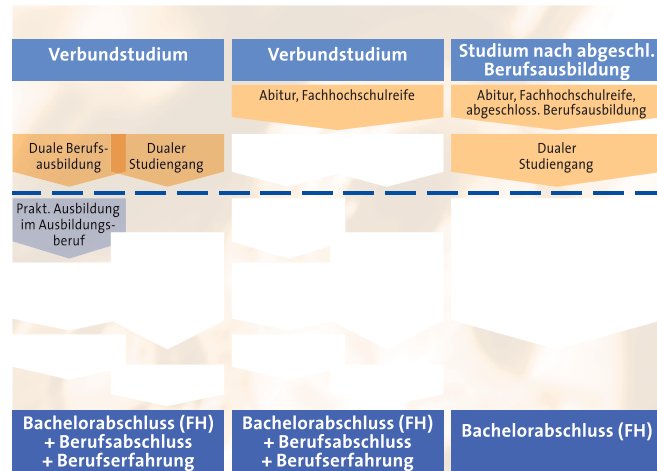 Verbundstudium
Verbundstudium
Studium nach abgeschl.
Berufsausbildung
Abitur, Fachhochschulreife
Abitur, Fachhochschulreife,
abgeschloss. Berufsausbildung
Duale Berufs-
ausbildung
Dualer
Studiengang
Dualer
Studiengang
Prakt. Ausbildung
im Ausbildungs-
beruf
Bachelorabschluss (FH)
+ Berufsabschluss
+ Berufserfahrung
Bachelorabschluss (FH)
+ Berufsabschluss
+ Berufserfahrung
Bachelorabschluss (FH)